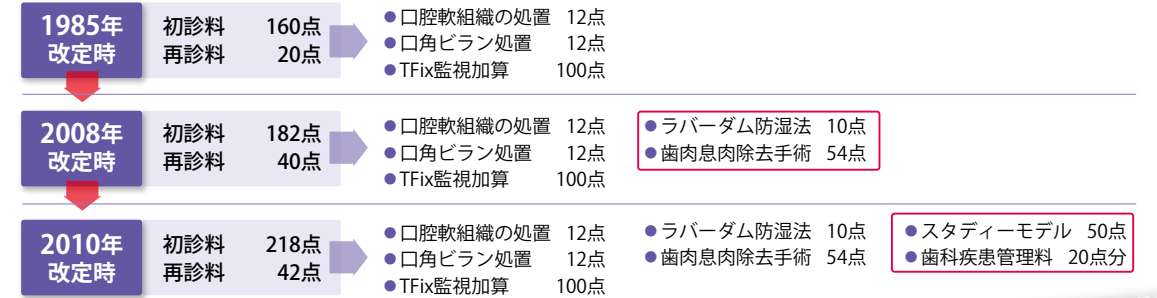 1985年
改定時
初診料 160点
再診料 20点
●口腔軟組織の処置 12点
●口角ビラン処置 12点
●TFix監視加算 100点
2008年
改定時
初診料 182点
再診料 40点
●口腔軟組織の処置 12点
●口角ビラン処置 12点
●TFix監視加算 100点
●ラバーダム防湿法 10点
●歯肉息肉除去手術 54点
2010年
改定時
初診料 218点
再診料 42点
●口腔軟組織の処置 12点
●口角ビラン処置 12点
●TFix監視加算 100点
●ラバーダム防湿法 10点
●歯肉息肉除去手術 54点
●スタディーモデル 50点
●歯科疾患管理料 20点分